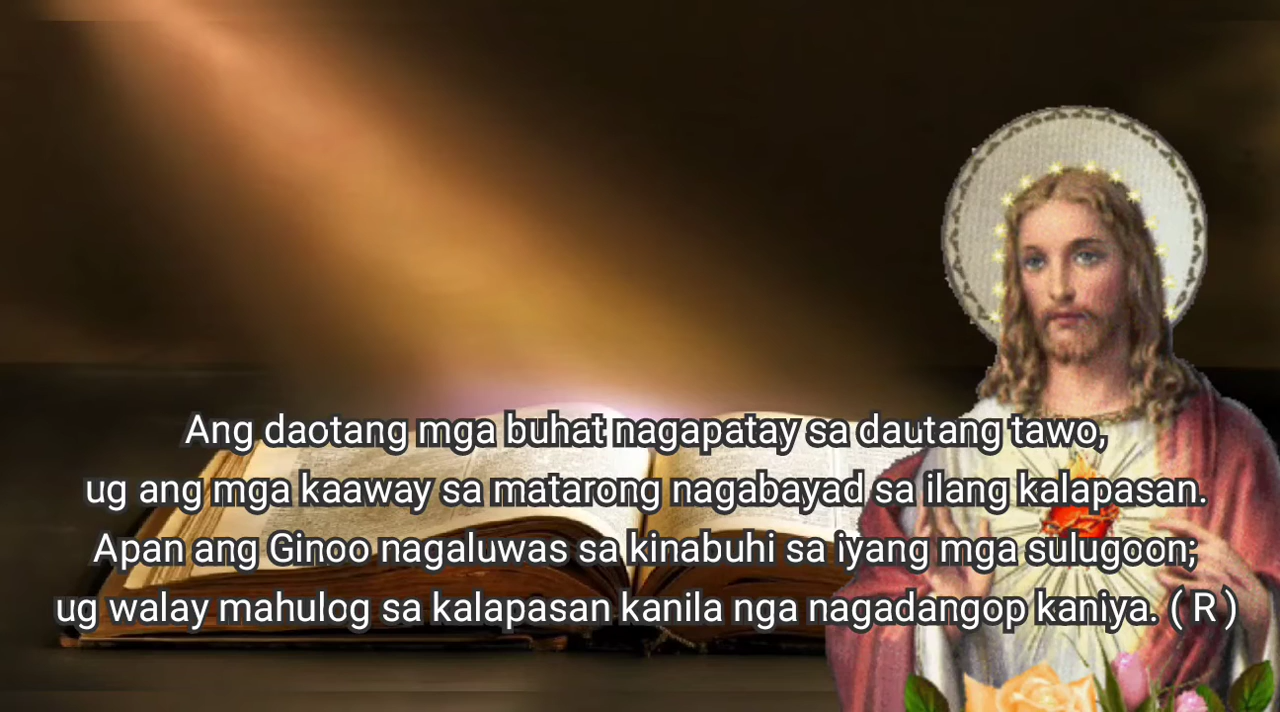 Ang daotang mga buhat nagapatay sa dautang tawo,
ug ang mga kaaway sa matarong nagabayad sa ilang kalapasan.
Apan ang Ginoo nagaluwas sa kinabuhi sa iyang mga sulugoon;
ug walay mahulog sa kalapasan kanila nga nagadangop kaniya. ( R )